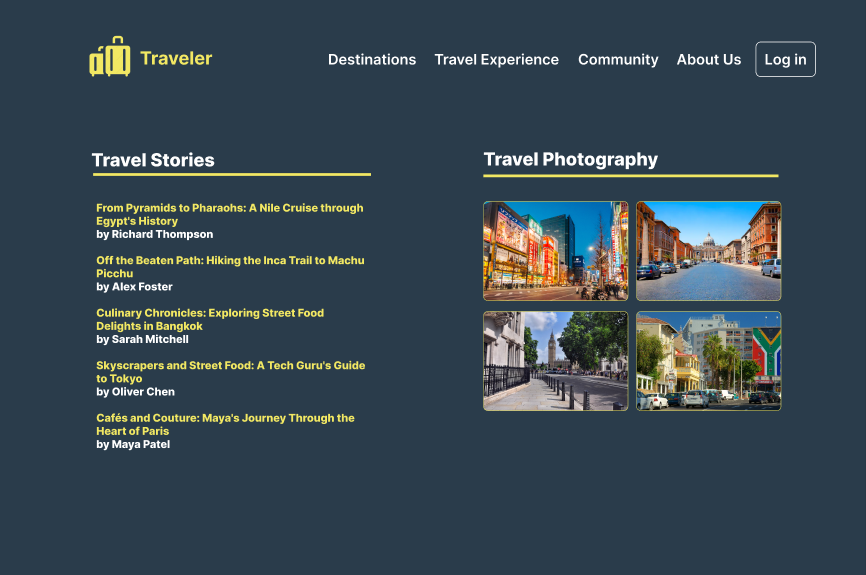 Traveler
Destinations
Travel Experience
Community
About Us
Log in
Travel Stories
From Pyramids to Pharaohs: A Nile Cruise through
Egypt's History
by Richard Thompson
Off the Beaten Path: Hiking the Inca Trail to Machu
Picchu
by Alex Foster
Culinary Chronicles: Exploring Street Food
Delights in Bangkok
by Sarah Mitchell
Skyscrapers and Street Food: A Tech Guru's Guide
to Tokyo
by Oliver Chen
Cafés and Couture: Maya's Journey Through the
Heart of Paris
by Maya Patel
Travel Photography